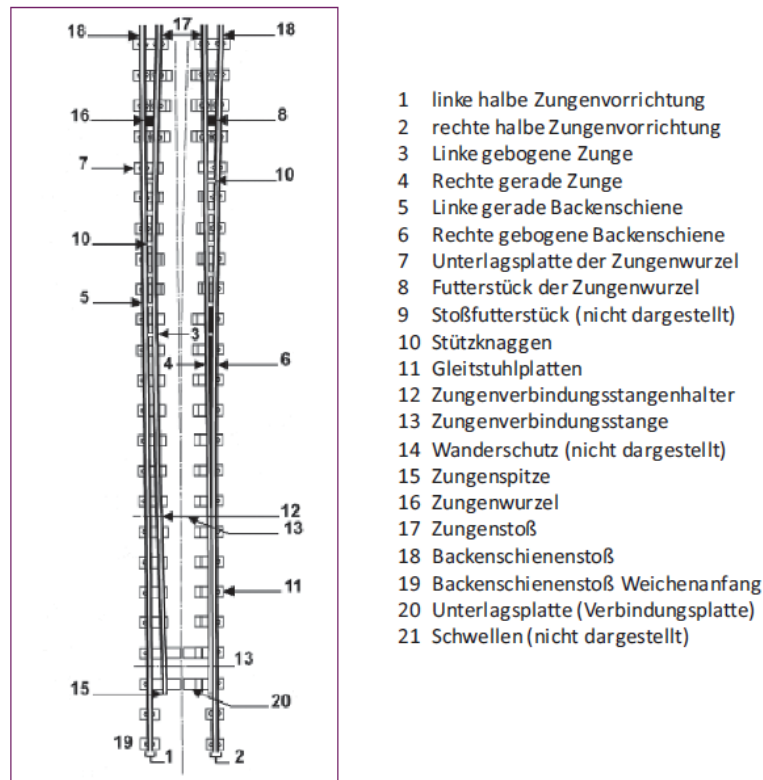 18 17 18
16 8
7 10
10
5
3
4 6
12
13
11
13
15 20
19 1 2
1 linke halbe Zungenvorrichtung
2 rechte halbe Zungenvorrichtung
3 Linke gebogene Zunge
4 Rechte gerade Zunge
5 Linke gerade Backenschiene
6 Rechte gebogene Backenschiene
7 Unterlagsplatte der Zungenwurzel
8 Futterstück der Zungenwurzel
9 Stoßfutterstück (nicht dargestellt)
10 Stützknaggen
11 Gleitstuhlplatten
12 Zungenverbindungsstangenhalter
13 Zungenverbindungsstange
14 Wanderschutz (nicht dargestellt)
15 Zungenspitze
16 Zungenwurzel
17 Zungenstoß
18 Backenschienenstoß
19 Backenschienenstoß Weichenanfang
20 Unterlagsplatte (Verbindungsplatte)
21 Schwellen (nicht dargestellt)